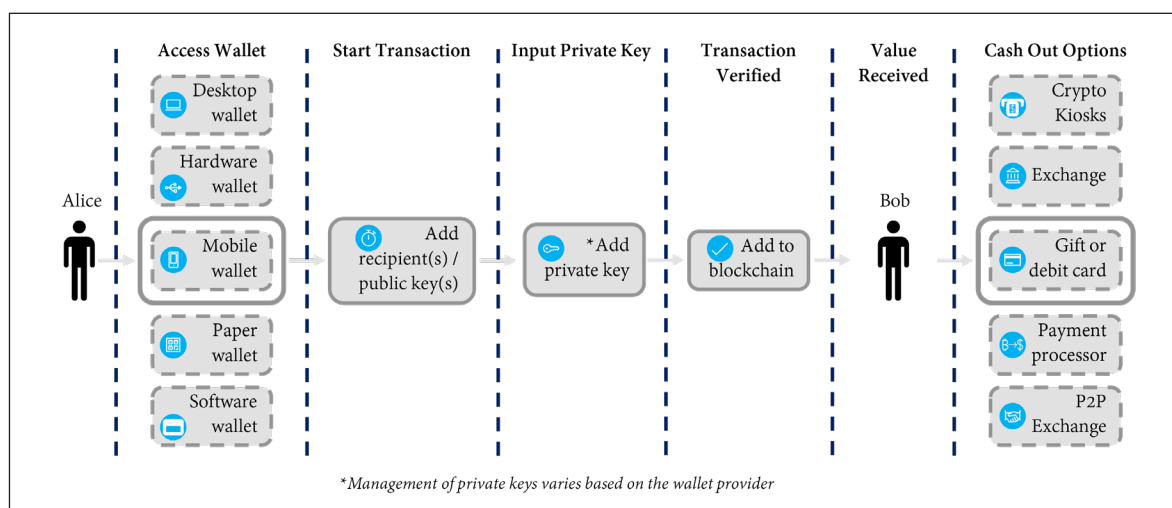 Access Wallet
Start Transaction
Input Private Key
Transaction
Verified
Value
Received
Cash Out Options
Alice
Desktop
wallet
Hardware
wallet
Mobile
wallet
Paper
wallet
Software
wallet
Add
recipient(s) /
public key(s)
*Add
private key
Add to
blockchain
Bob
Crypto
Kiosks
Exchange
Gift or
debit card
B→$
Payment
processor
P2P
Exchange
*Management of private keys varies based on the wallet provider